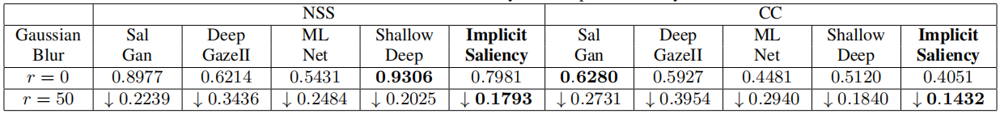 NSS CC
Gaussian Sal Deep ML Shallow Implicit Sal Deep ML Shallow Implicit
Blur Gan GazeII Net Deep Saliency Gan GazeII Net Deep Saliency
r = 0 0.8977 0.6214 0.5431 0.9306 0.7981 0.6280 0.5927 0.4481 0.5120 0.4051
r = 50 ↓ 0.2239 ↓ 0.3436 ↓ 0.2484 ↓ 0.2025 ↓ 0.1793 ↓ 0.2731 ↓ 0.3954 ↓ 0.2940 ↓ 0.1840 ↓ 0.1432